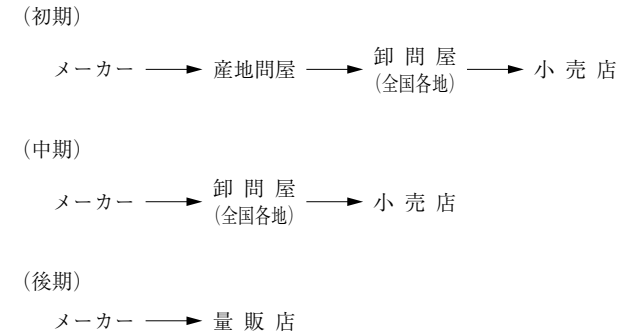 (初期)
メーカー → 産地問屋 → 卸問屋(全国各地) → 小売店
(中期)
メーカー → 卸問屋(全国各地) → 小売店
(後期)
メーカー → 量販店